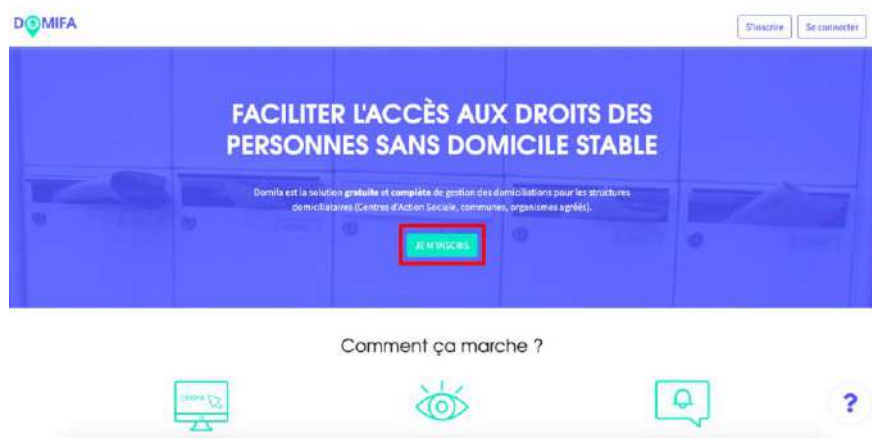 DOMIFA
S'inscrire
Se connecter
FACILITER L'ACCÈS AUX DROITS DES
PERSONNES SANS DOMICILE STABLE
Domifa est la solution gratuite et complète de gestion des domiciliations pour les structures
domiciliataires (Centres d'Action Sociale, communes, organismes agréés).
JE M'INSCRIS
Comment ça marche ?
?